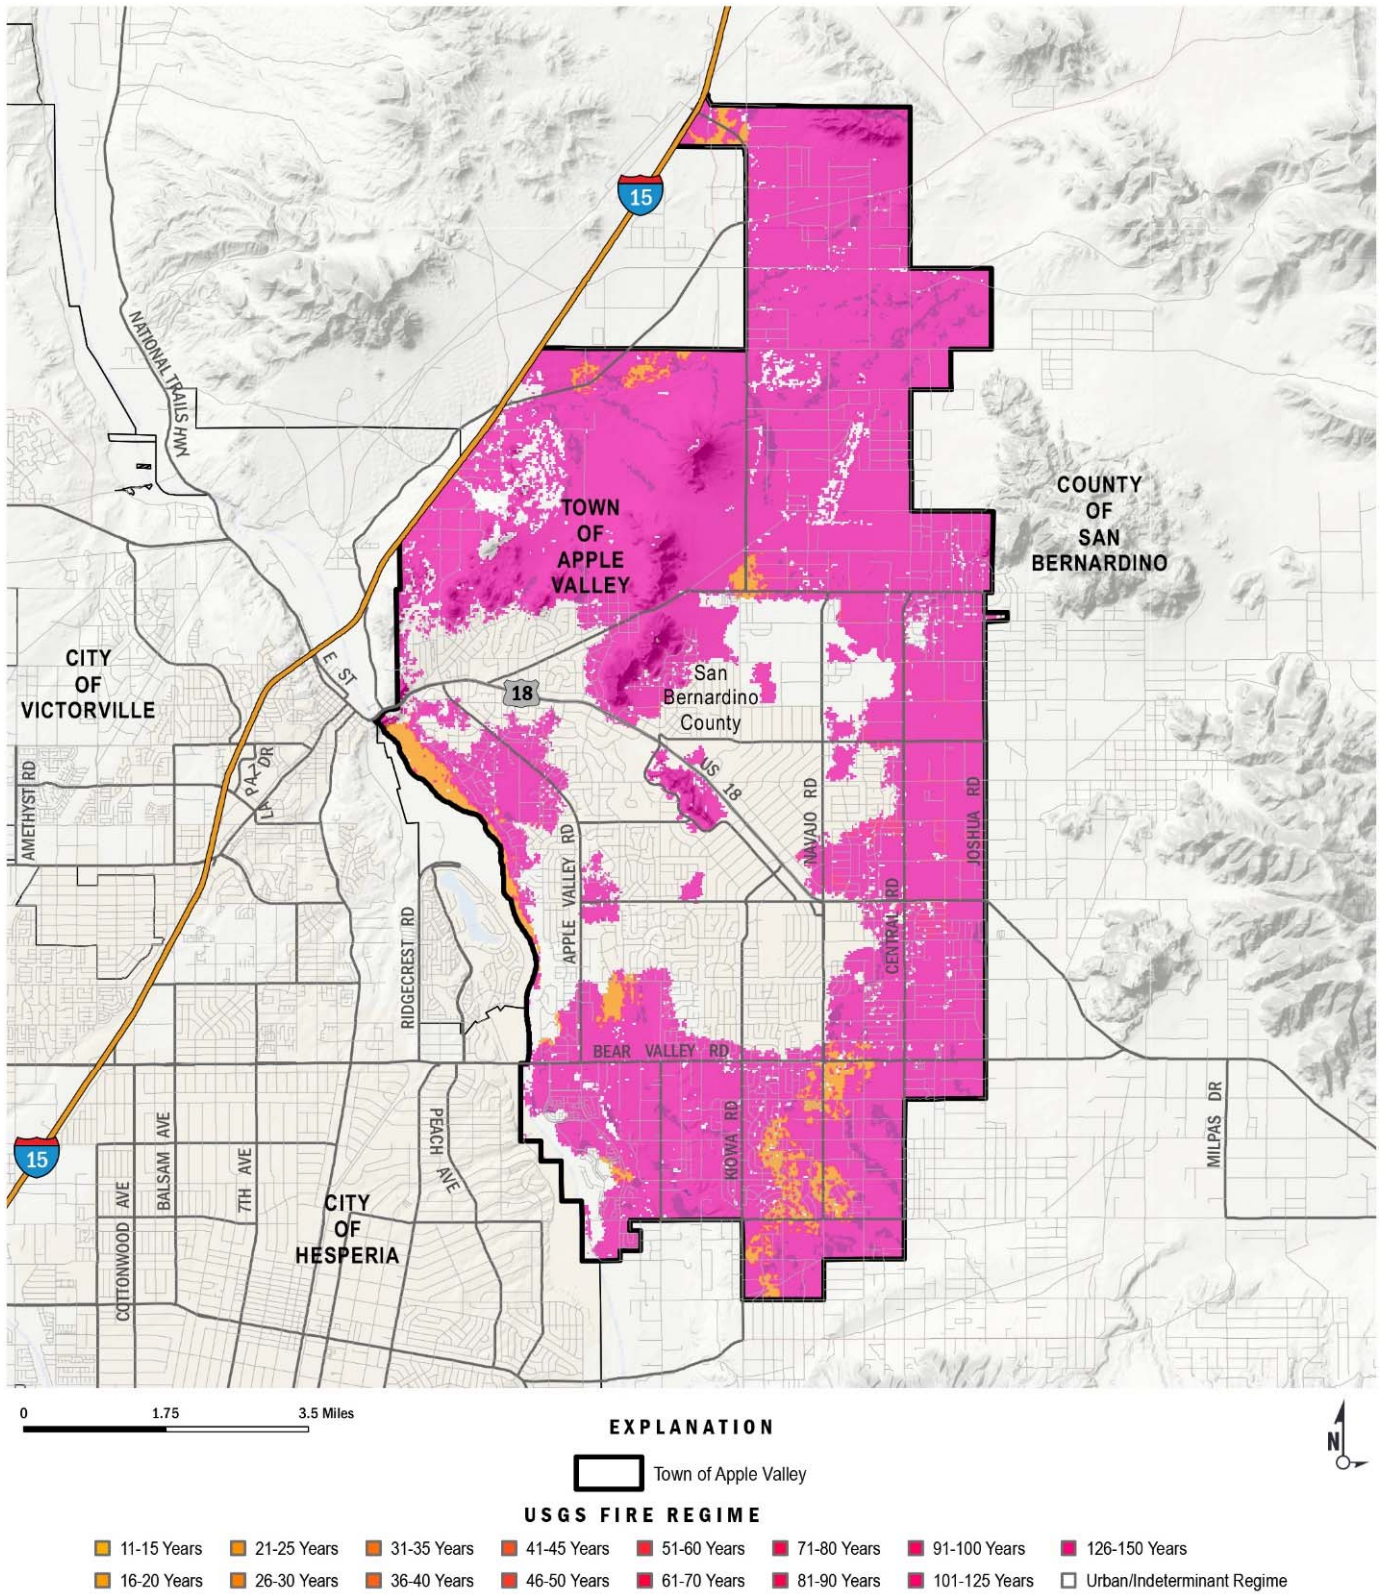 15
NATIONAL TRAILS HWY
COUNTY
OF
SAN
BERNARDINO
TOWN
OF
APPLE
VALLEY
CITY
OF
VICTORVILLE
E ST
18
San
Bernardino
County
US 18
LA PAZ DR
AMETHYST RD
NAVAJO RD
JOSHUA RD
APPLE VALLEY RD
CENTRAL RD
RIDGECREST RD
BEAR VALLEY RD
KIOWA RD
PEACH AVE
MILPAS DR
15
BALSAM AVE
7TH AVE
COTTONWOOD AVE
CITY
OF
HESPERIA
0 1.75 3.5 Miles
EXPLANATION
N
Town of Apple Valley
USGS FIRE REGIME
11-15 Years 21-25 Years 31-35 Years 41-45 Years 51-60 Years 71-80 Years 91-100 Years 126-150 Years
16-20 Years 26-30 Years 36-40 Years 46-50 Years 61-70 Years 81-90 Years 101-125 Years Urban/Indeterminant Regime